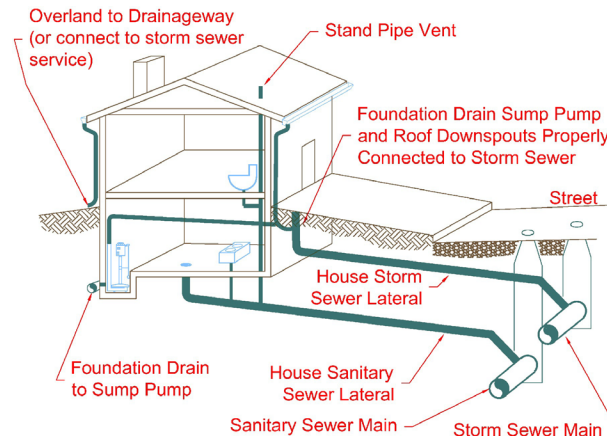 Overland to Drainageway
(or connect to storm sewer
service)
Stand Pipe Vent
Foundation Drain Sump Pump
and Roof Downspouts Properly
Connected to Storm Sewer
Street
House Storm
Sewer Lateral
Foundation Drain
to Sump Pump
House Sanitary
Sewer Lateral
Sanitary Sewer Main
Storm Sewer Main